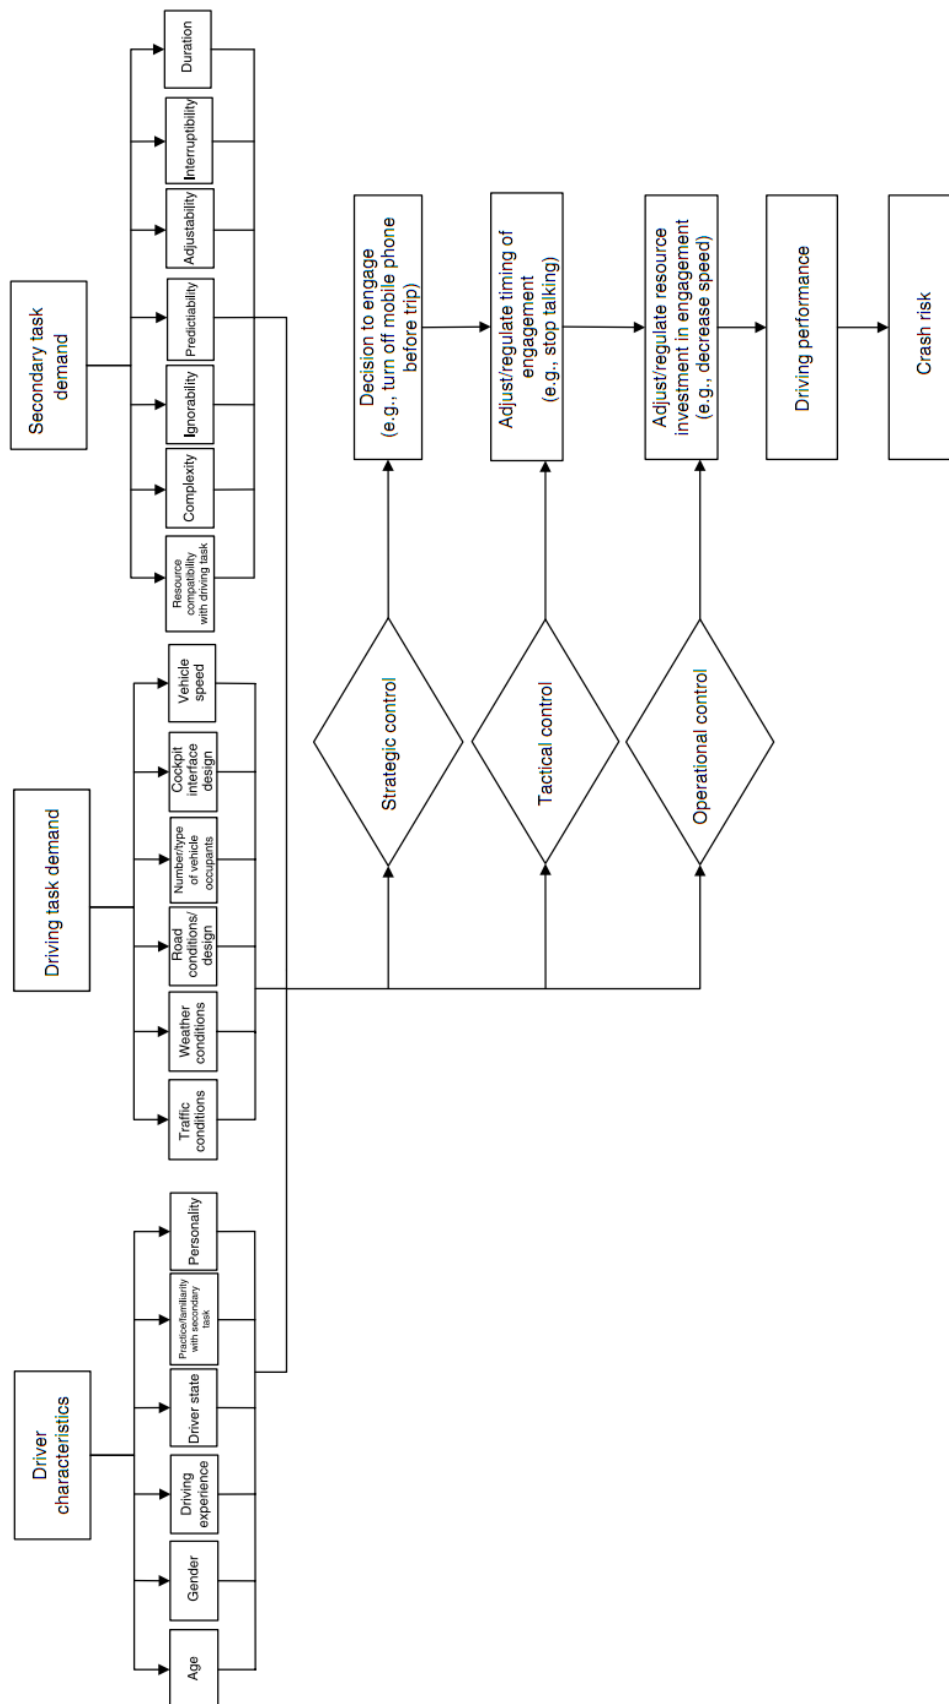 Driver
characteristics
Driving task demand
Secondary task
demand
Age
Gender
Driving
experience
Driver state
Practice/familiarity
with secondary
task
Personality
Traffic
conditions
Weather
conditions
Road
conditions/
design
Number/type
of vehicle
occupants
Cockpit
interface
design
Vehicle
speed
Resource
compatibility
with driving task
Complexity
Ignorability
Predictiability
Adjustability
Interruptibility
Duration
Strategic control
Decision to engage
(e.g., turn off mobile phone
before trip)
Tactical control
Adjust/regulate timing of
engagement
(e.g., stop talking)
Operational control
Adjust/regulate resource
investment in engagement
(e.g., decrease speed)
Driving performance
Crash risk